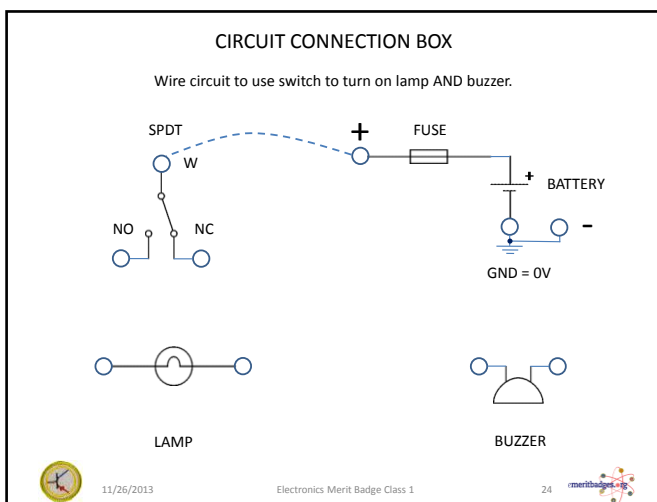 CIRCUIT CONNECTION BOX
Wire circuit to use switch to turn on lamp AND buzzer.
SPDT
+
FUSE
W
+
BATTERY
NO
NC
-
GND = 0V
LAMP
BUZZER
11/26/2013
Electronics Merit Badge Class 1
24
emeritbadges.org